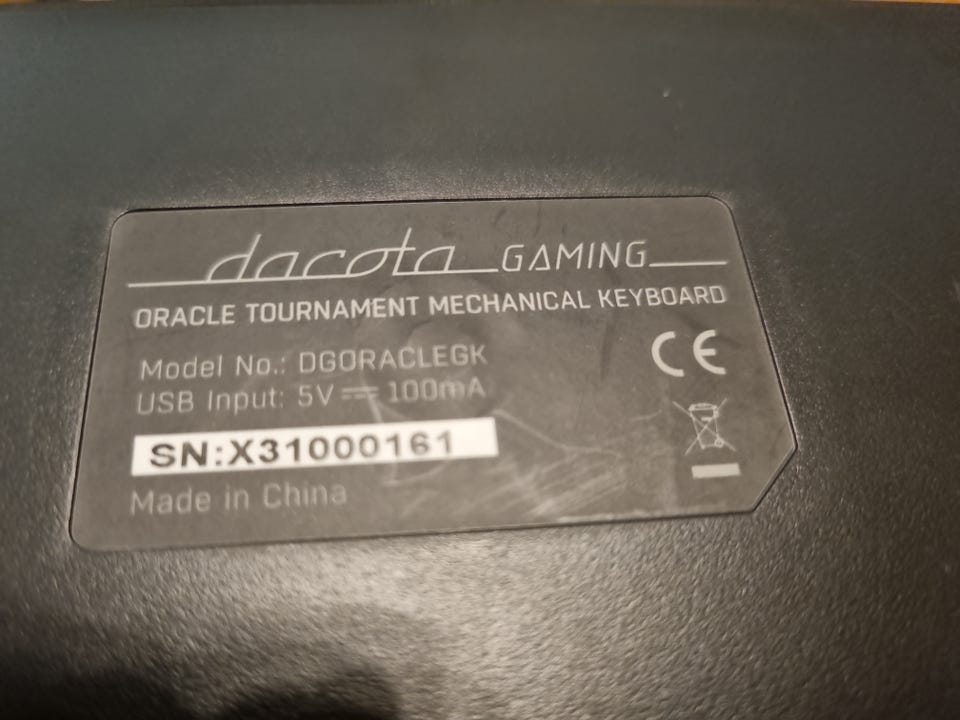 dacota GAMING
ORACLE TOURNAMENT MECHANICAL KEYBOARD
Model No.: DGORACLEGK
USB Input: 5V ⎓ 100mA
SN:X31000161
Made in China
CE